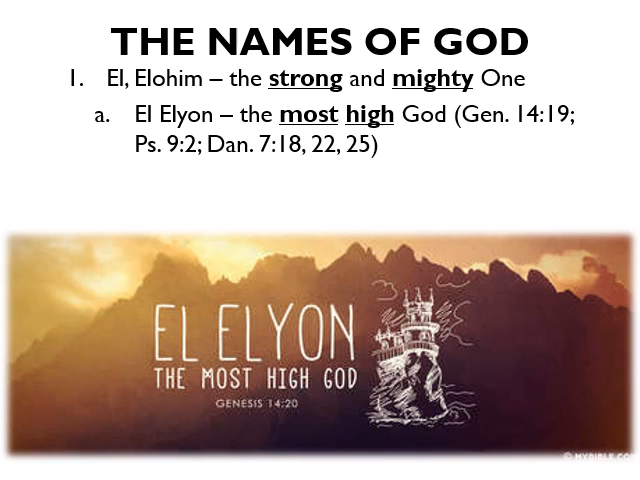 THE NAMES OF GOD
1. El, Elohim – the strong and mighty One
a. El Elyon – the most high God (Gen. 14:19;
Ps. 9:2; Dan. 7:18, 22, 25)
EL ELYON
THE MOST HIGH GOD
GENESIS 14:20
© MYBIBLE.CO